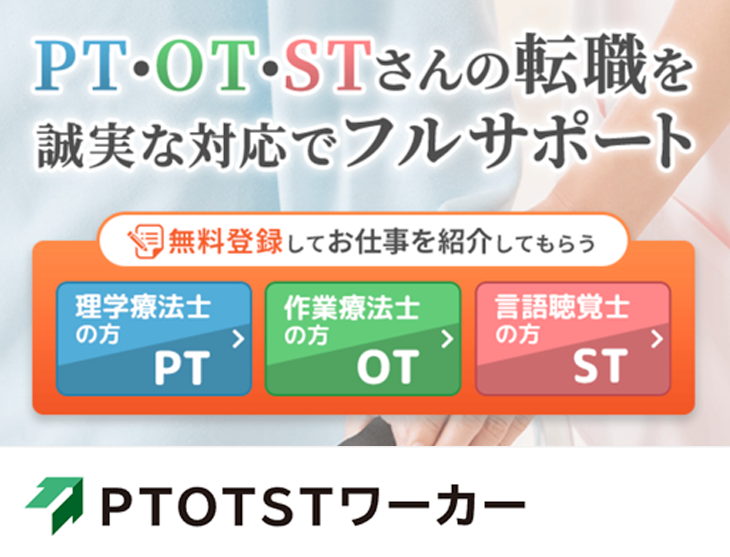 PT・OT・STさんの転職を
誠実な対応でフルサポート
無料登録してお仕事を紹介してもらう
理学療法士
の方
PT
作業療法士
の方
OT
言語聴覚士
の方
ST
PTOTSTワーカー